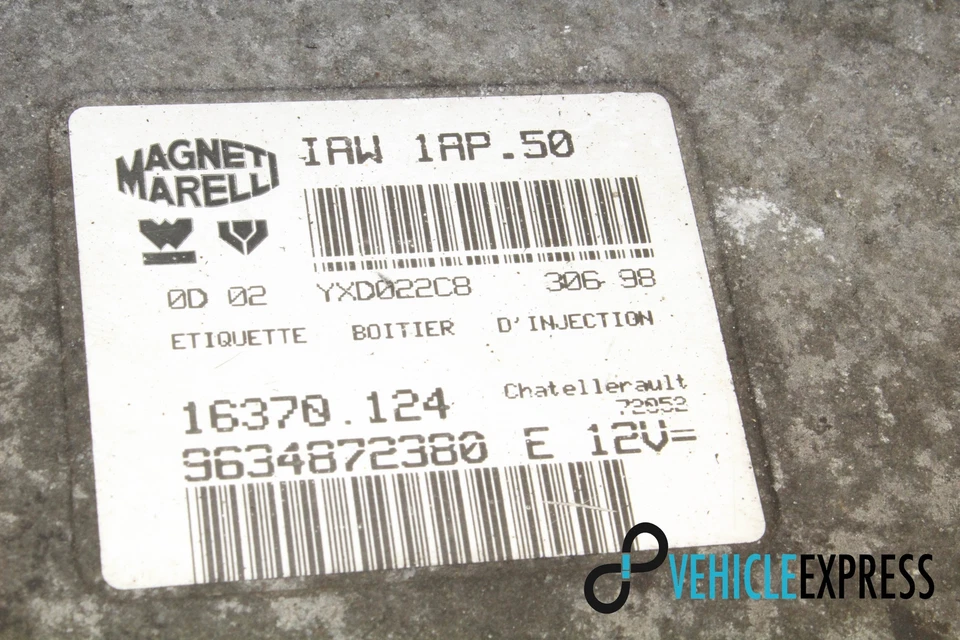 MAGNETI MARELLI
IAW 1AP.50
0D 02 YXD022C8 306 98
ETIQUETTE BOITIER D'INJECTION
16370.124
Chatellerault
72052
9634872380 E 12V=
VEHICLEEXPRESS